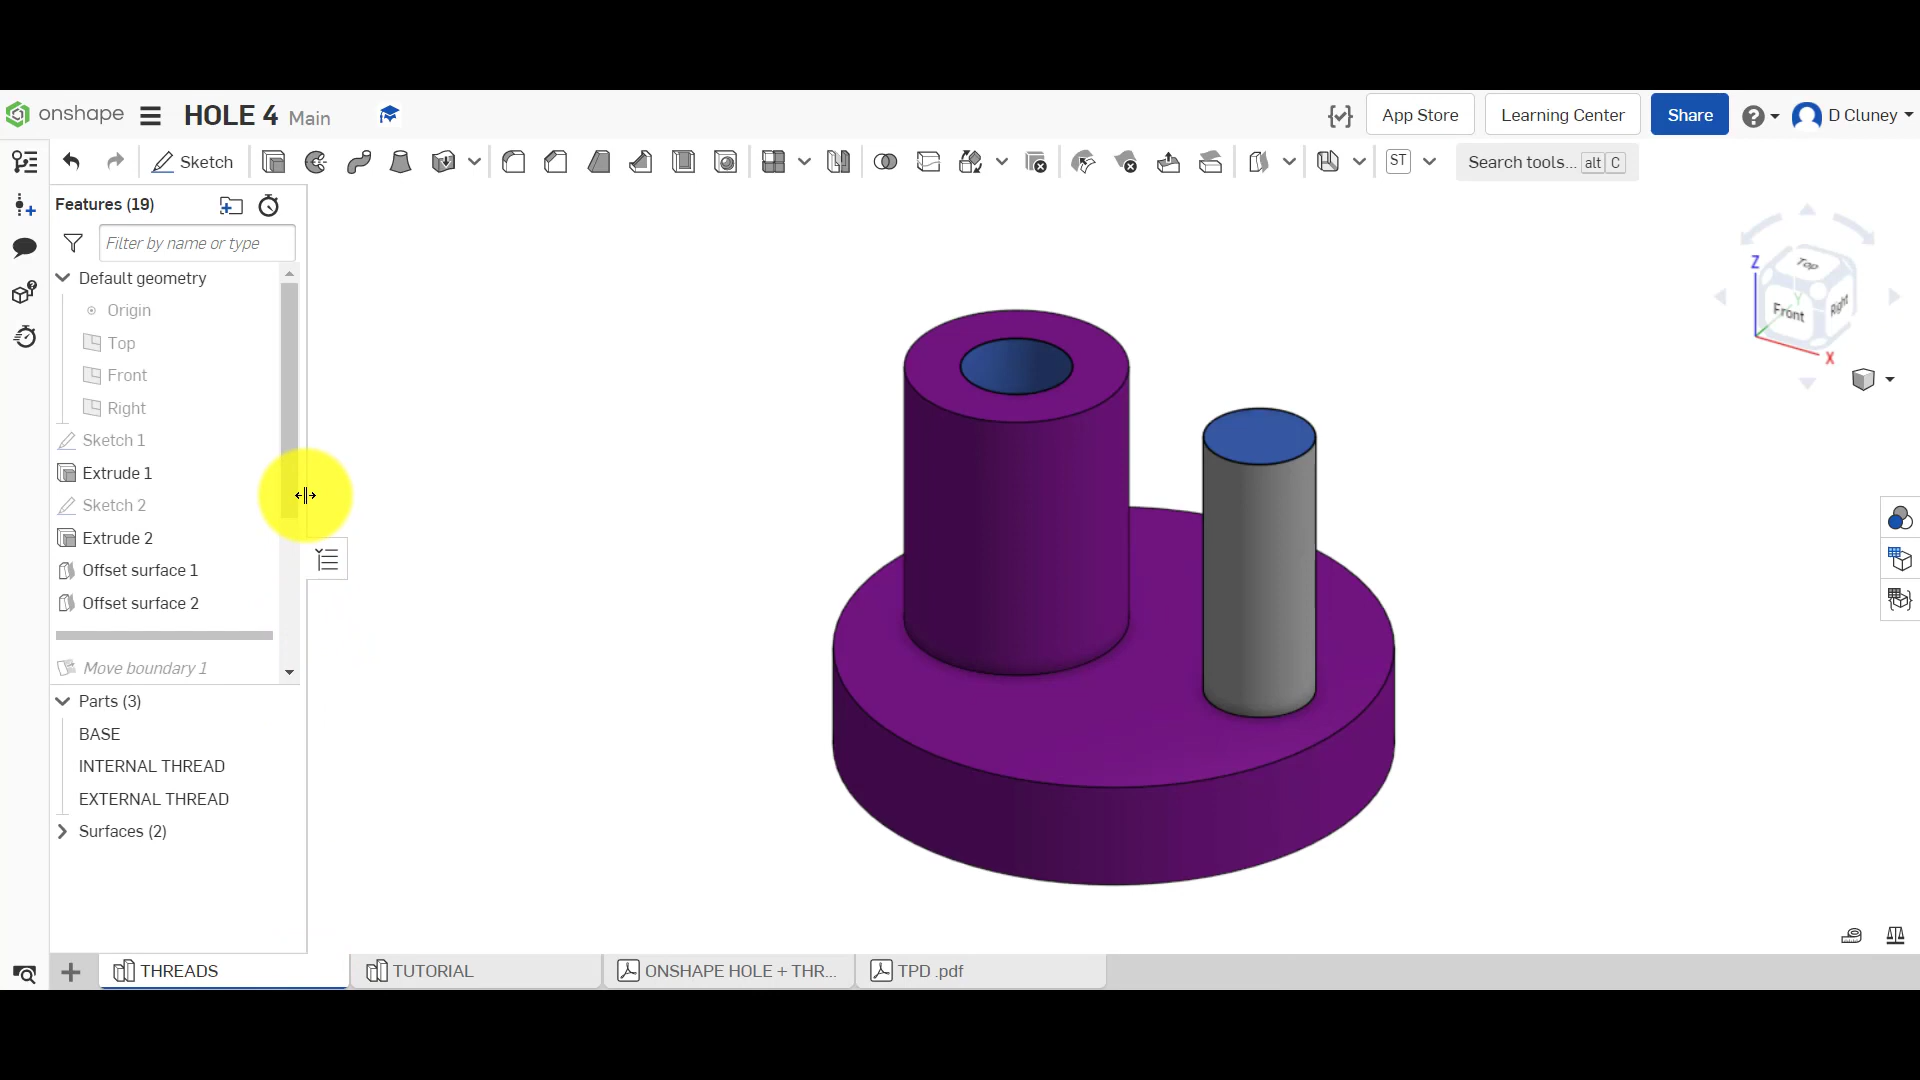 onshape HOLE 4 Main App Store Learning Center Share D Cluney
Sketch ST Search tools... alt C
Features (19)
Filter by name or type
Default geometry
Origin
Top
Front
Right
Sketch 1
Extrude 1
Sketch 2
Extrude 2
Offset surface 1
Offset surface 2
Move boundary 1
Parts (3)
BASE
INTERNAL THREAD
EXTERNAL THREAD
Surfaces (2)
Z
Top
Y
Front
Right
X
THREADS TUTORIAL ONSHAPE HOLE + THR... TPD .pdf